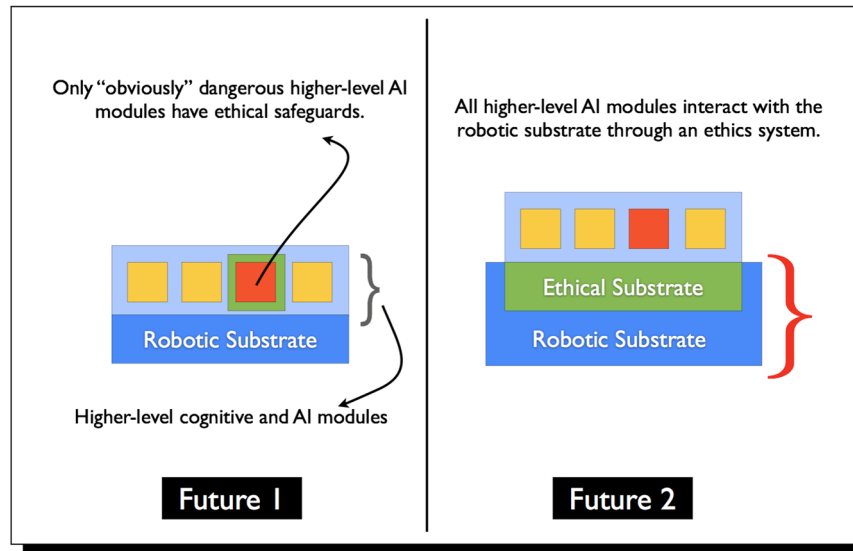 Only “obviously” dangerous higher-level AI
modules have ethical safeguards.
Robotic Substrate
Higher-level cognitive and AI modules
Future 1
All higher-level AI modules interact with the
robotic substrate through an ethics system.
Ethical Substrate
Robotic Substrate
Future 2